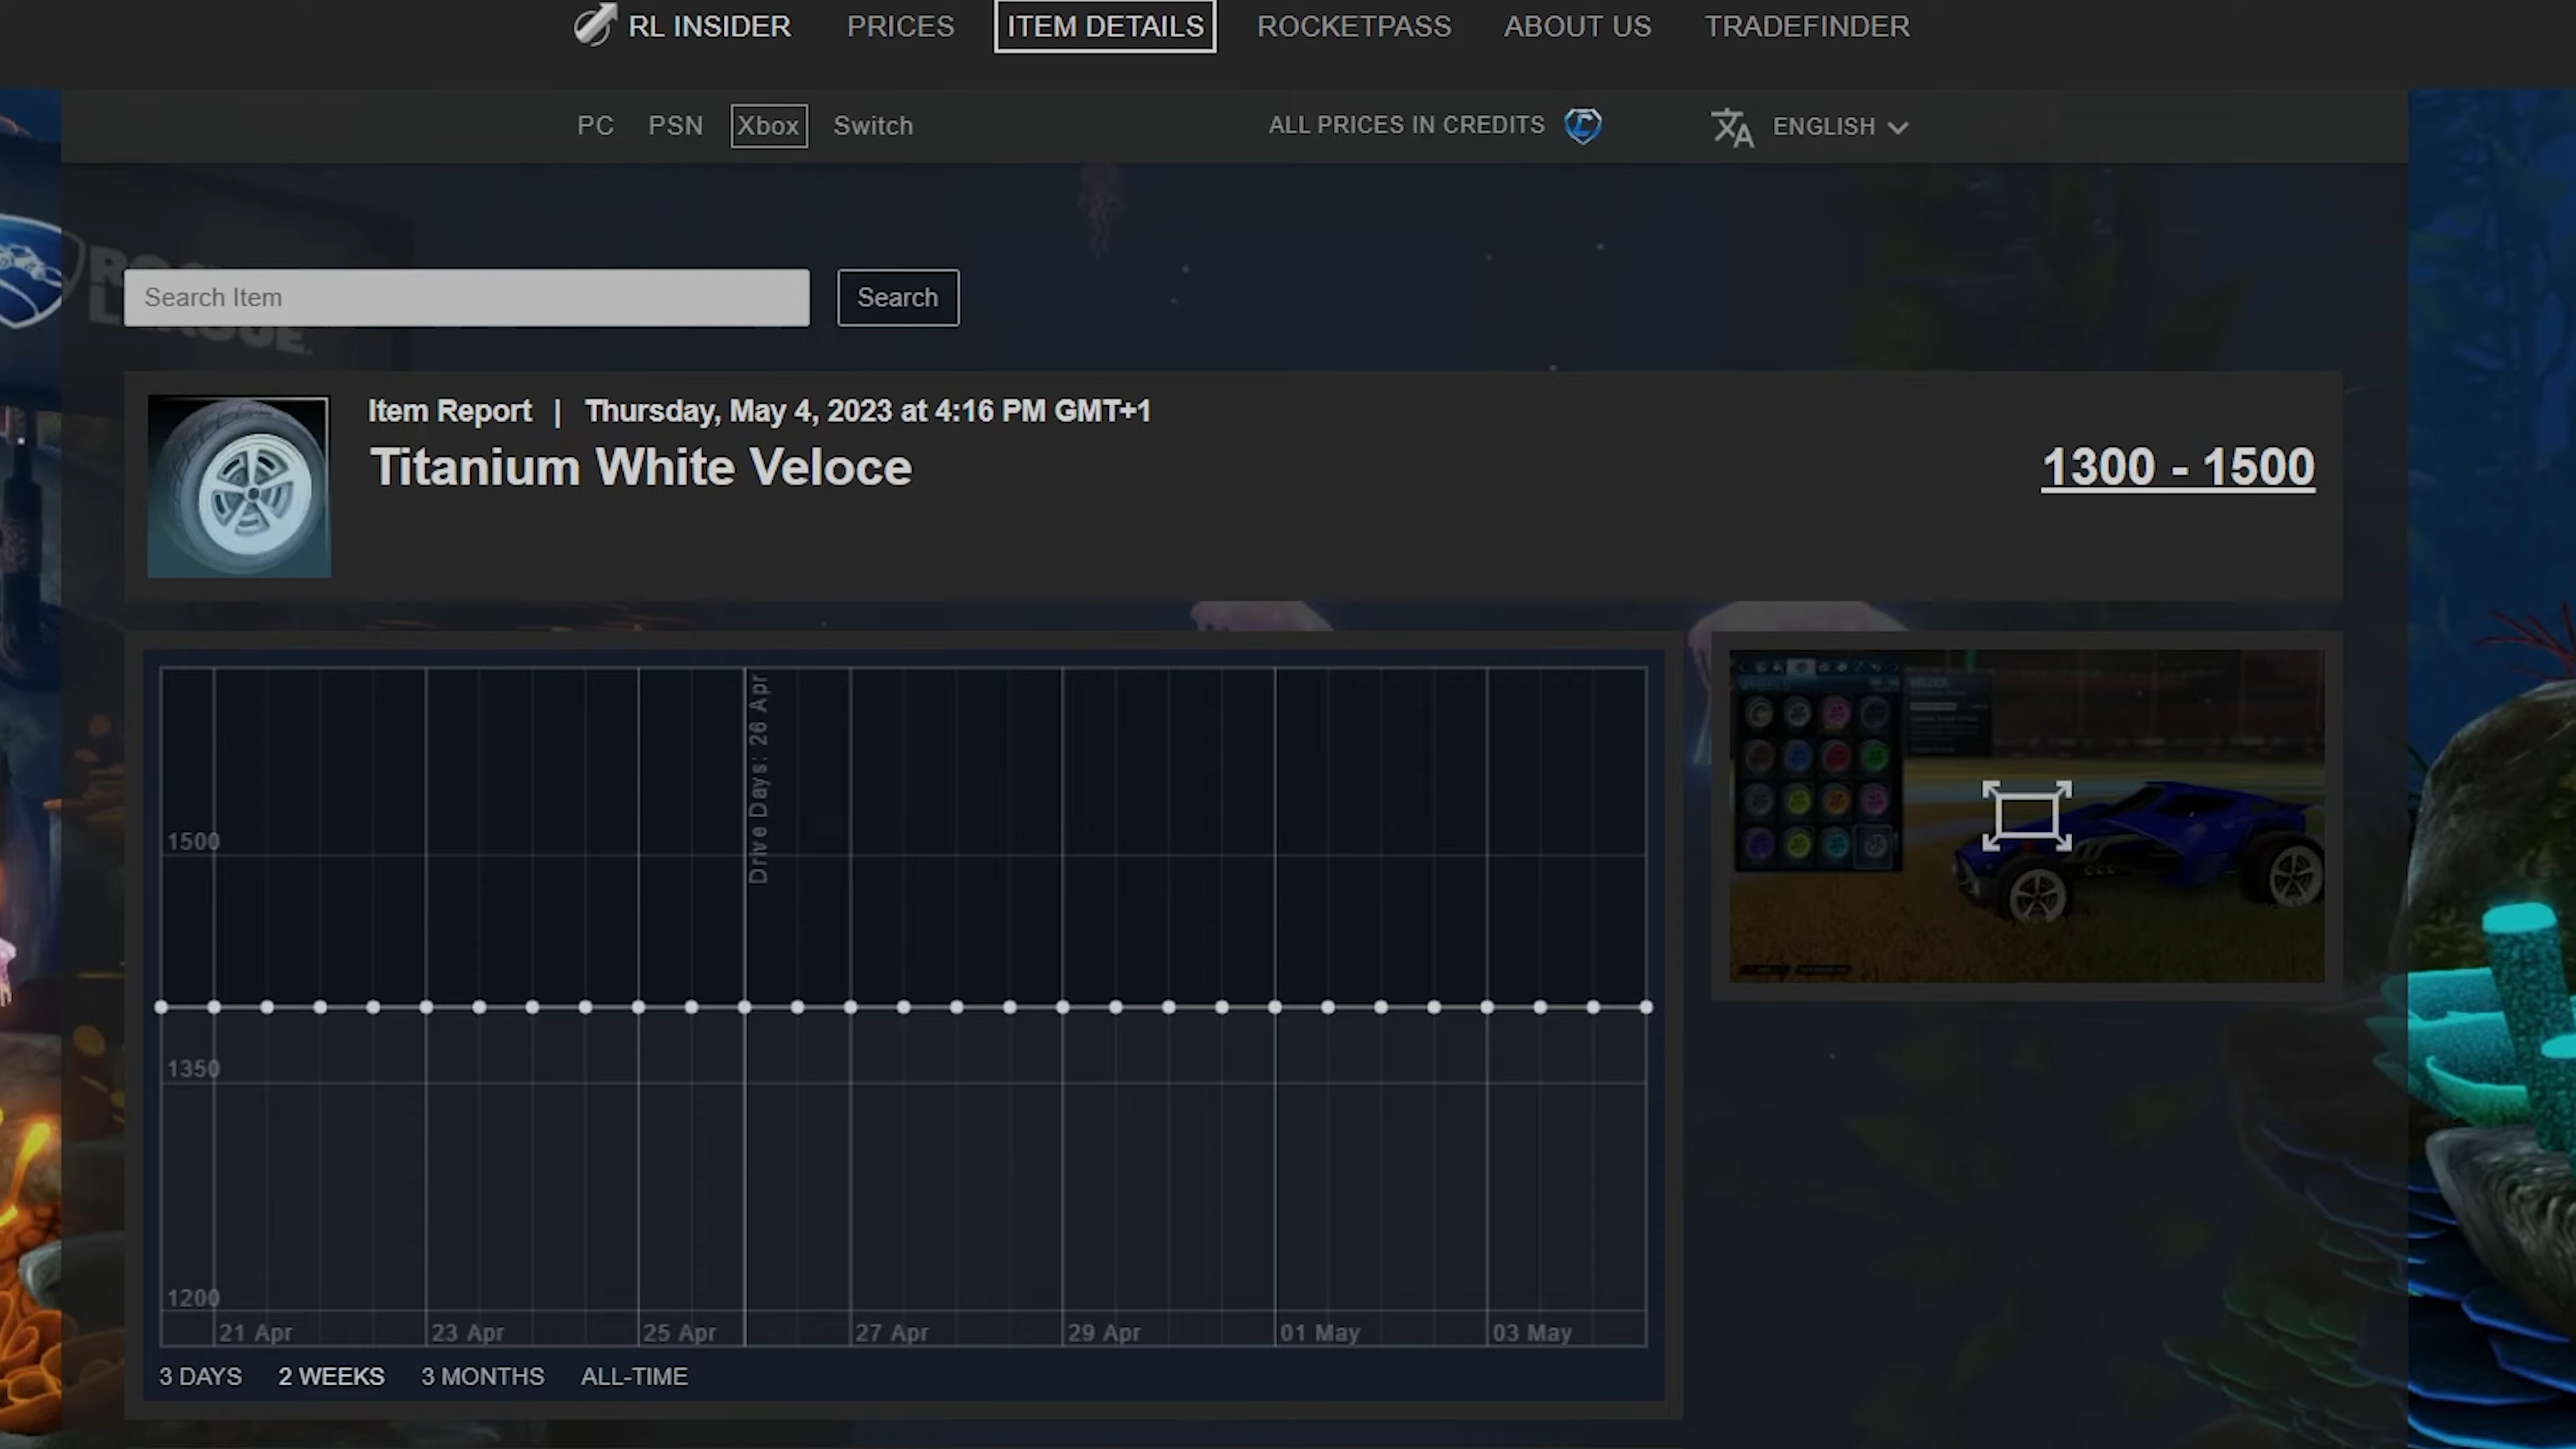 RL INSIDER PRICES ITEM DETAILS ROCKETPASS ABOUT US TRADEFINDER
PC PSN Xbox Switch ALL PRICES IN CREDITS ENGLISH
Search Item Search
Item Report | Thursday, May 4, 2023 at 4:16 PM GMT+1
Titanium White Veloce
1300 - 1500
Drive Days: 26 Apr
1500
1350
1200
21 Apr 23 Apr 25 Apr 27 Apr 29 Apr 01 May 03 May
3 DAYS 2 WEEKS 3 MONTHS ALL-TIME